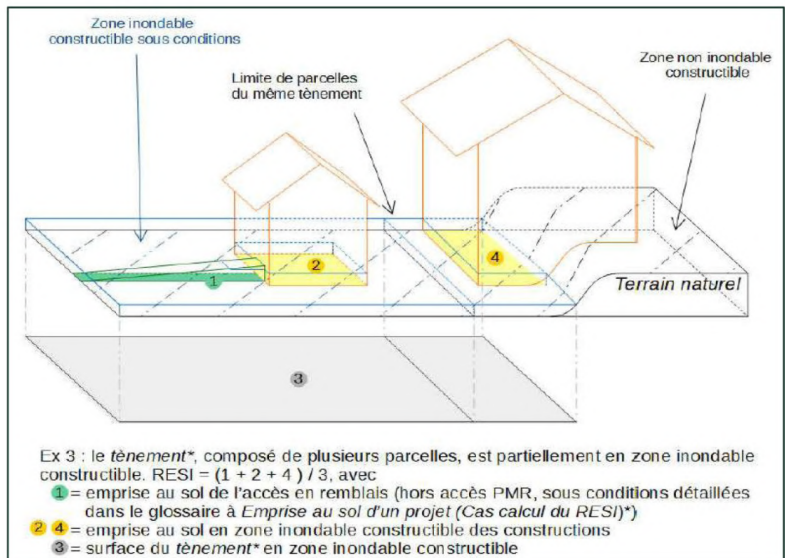 Zone inondable
constructible sous conditions
Zone non inondable
constructible
Limite de parcelles
du même tènement
4
2
1
Terrain naturel
3
Ex 3 : le tènement*, composé de plusieurs parcelles, est partiellement en zone inondable
constructible. RESI = (1 + 2 + 4 ) / 3, avec
1 = emprise au sol de l'accès en remblais (hors accès PMR, sous conditions détaillées
dans le glossaire à Emprise au sol d'un projet (Cas calcul du RESI)*)
2 4 = emprise au sol en zone inondable constructible des constructions
3 = surface du tènement* en zone inondable constructible